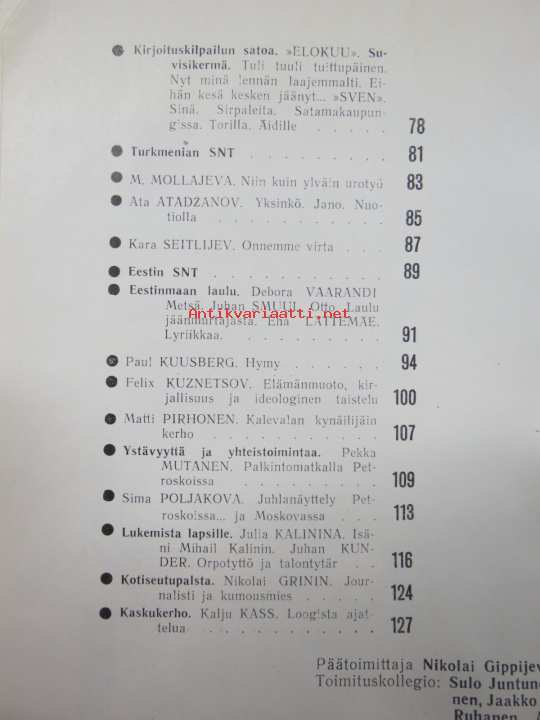 ● Kirjoituskilpailun satoa. »ELOKUU». Su-
visikermä. Tuli tuuli tuittupäinen.
Nyt minä lennän laajemmalti. Ei-
hän kesä kesken jäänyt... »SVEN».
Sinä. Sirpaleita. Satamakaupun-
gissa. Torilla. Äidille . . . . . 78
● Turkmenian SNT . . . . . . . . . 81
● M. MOLLAJEVA. Niin kuin ylväin urotyö 83
● Ata ATADŽANOV. Yksinkö. Jano. Nuo-
tiolla . . . . . . . . . . . 85
● Kara SEITLIJEV. Onnemme virta . . . 87
● Eestin SNT . . . . . . . . . . . 89
● Eestinmaan laulu. Debora VAARANDI
Metsä. Juhan SMUUL. Otto. Laulu
jäänmurtajasta. Eha LÄTTEMÄE.
Lyriikkaa. . . . . . . . . . . 91
Antikvariaatti.net
● Paul KUUSBERG. Hymy . . . . . . 94
● Felix KUZNETSOV. Elämänmuoto, kir-
jallisuus ja ideologinen taistelu 100
● Matti PIRHONEN. Kalevalan kynäilijäin
kerho . . . . . . . . . . . 107
● Ystävyyttä ja yhteistoimintaa. Pekka
MUTANEN. Palkintomatkalla Pet-
roskoissa . . . . . . . . . . 109
● Sima POLJAKOVA. Juhlanäyttely Pet-
roskoissa... ja Moskovassa . . . 113
● Lukemista lapsille. Julia KALININA. Isä-
ni Mihail Kalinin. Juhan KUN-
DER. Orpotyttö ja talontytär . . 116
● Kotiseutupalsta. Nikolai GRININ. Jour-
nalisti ja kumousmies . . . . . 124
● Kaskukerho. Kalju KASS. Loogista ajat-
telua . . . . . . . . . . . 127
Päätoimittaja Nikolai Gippijev
Toimituskollegio: Sulo Juntu
nen, Jaakko
Ruhanen,